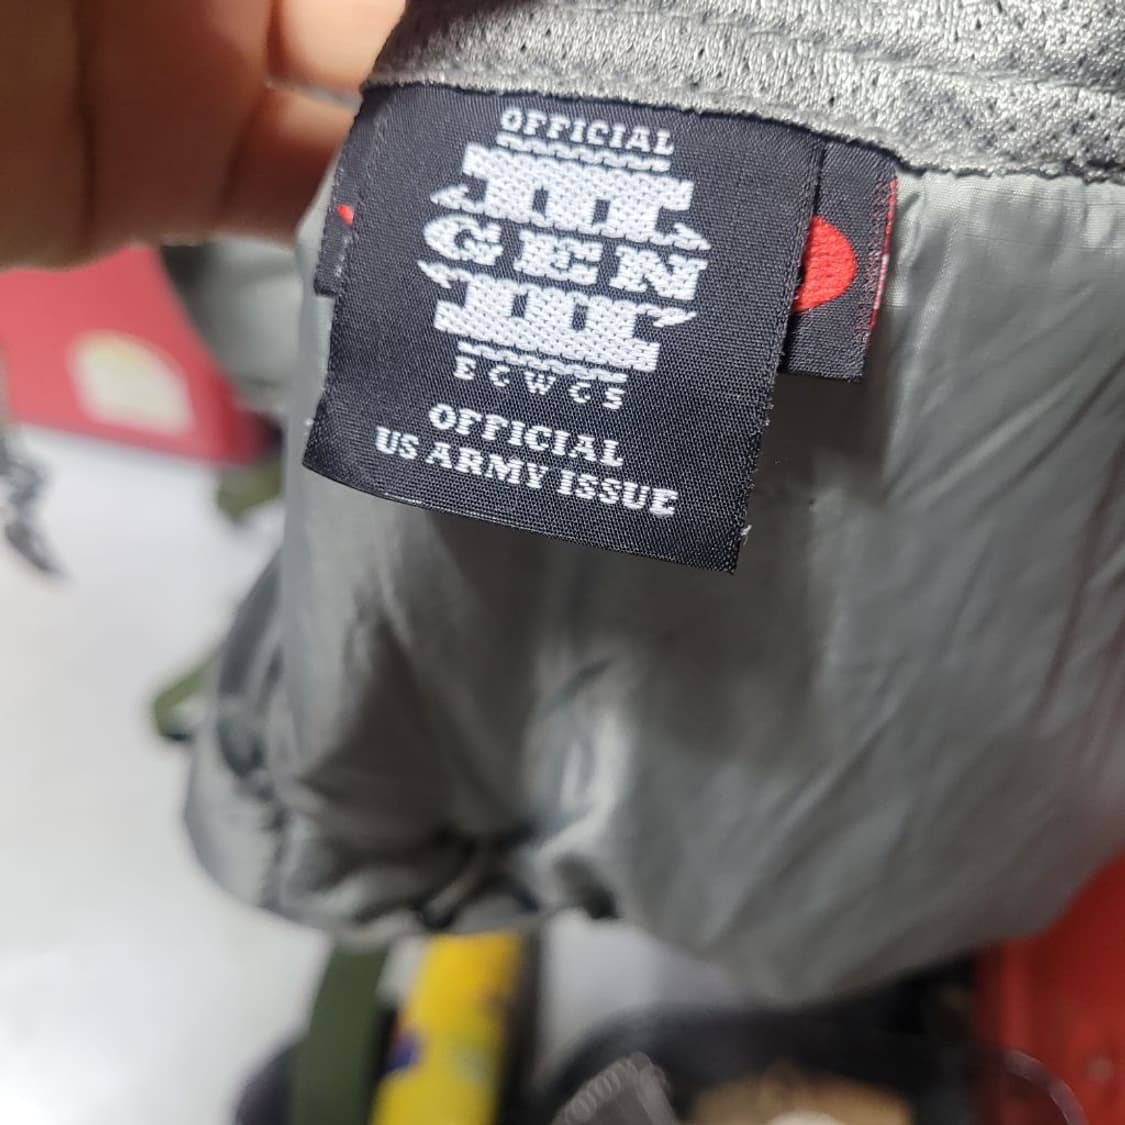 OFFICIAL
III
GEN
III
ECWCS
OFFICIAL
US ARMY ISSUE